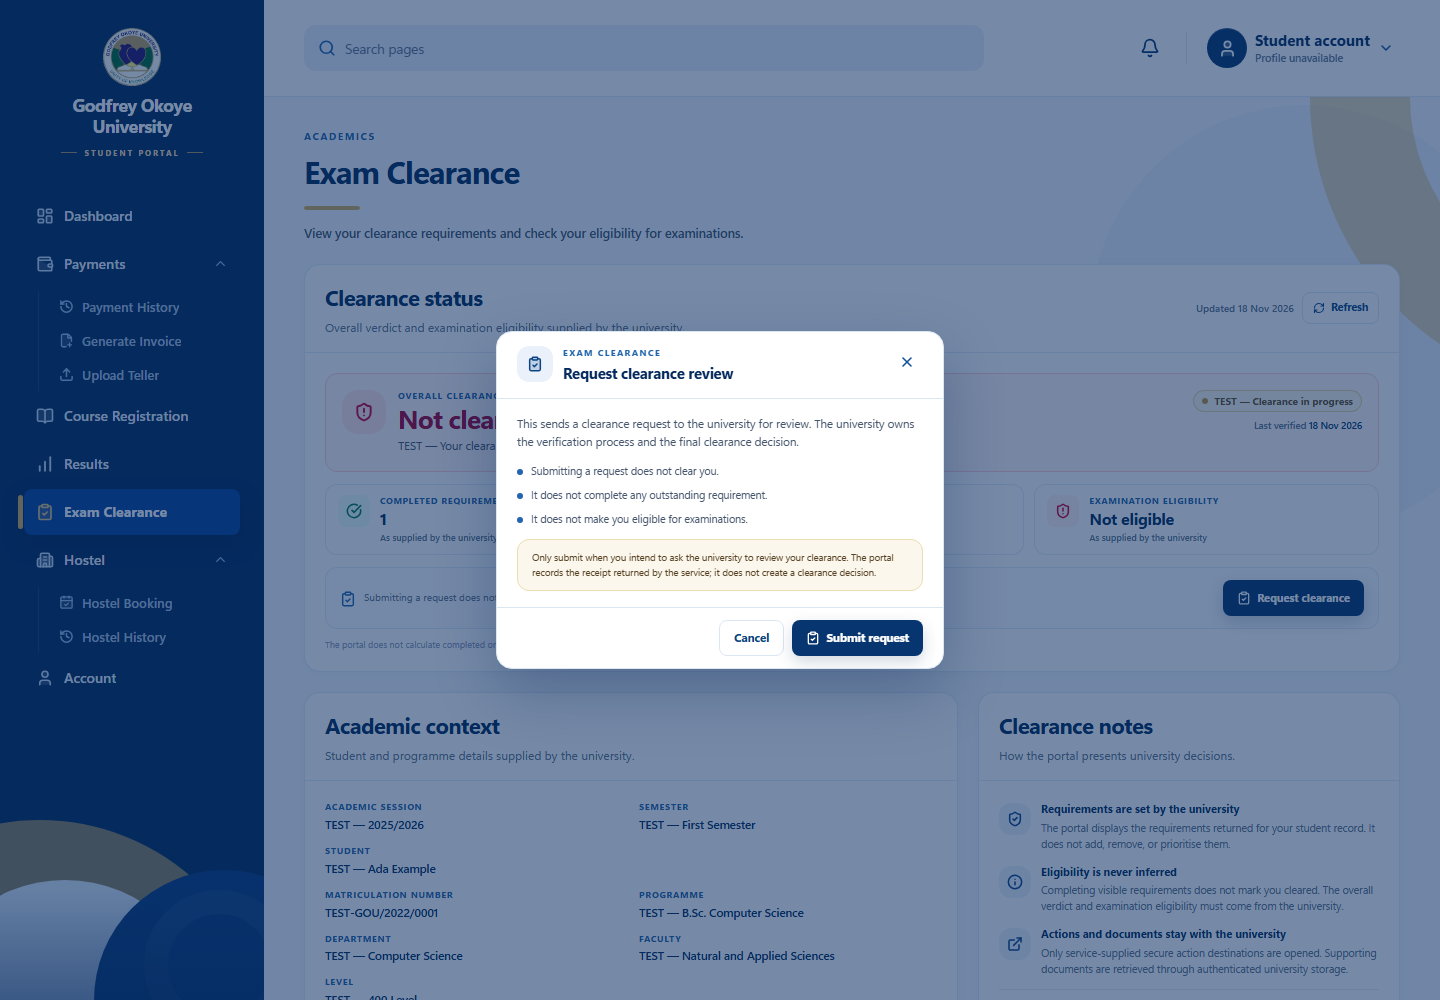 Godfrey Okoye
University
STUDENT PORTAL
Dashboard
Payments
Payment History
Generate Invoice
Upload Teller
Course Registration
Results
Exam Clearance
Hostel
Hostel Booking
Hostel History
Account
Search pages
Student account
Profile unavailable
ACADEMICS
Exam Clearance
View your clearance requirements and check your eligibility for examinations.
Clearance status
Overall verdict and examination eligibility supplied by the university.
Updated 18 Nov 2026
Refresh
OVERALL CLEARANC
Not clea
TEST — Your cleara
TEST — Clearance in progress
Last verified 18 Nov 2026
COMPLETED REQUIREME
1
As supplied by the university
EXAMINATION ELIGIBILITY
Not eligible
As supplied by the university
Submitting a request does not
Request clearance
The portal does not calculate completed or
EXAM CLEARANCE
Request clearance review
This sends a clearance request to the university for review. The university owns
the verification process and the final clearance decision.
Submitting a request does not clear you.
It does not complete any outstanding requirement.
It does not make you eligible for examinations.
Only submit when you intend to ask the university to review your clearance. The portal
records the receipt returned by the service; it does not create a clearance decision.
Cancel
Submit request
Academic context
Student and programme details supplied by the university.
ACADEMIC SESSION
TEST — 2025/2026
SEMESTER
TEST — First Semester
STUDENT
TEST — Ada Example
MATRICULATION NUMBER
TEST-GOU/2022/0001
PROGRAMME
TEST — B.Sc. Computer Science
DEPARTMENT
TEST — Computer Science
FACULTY
TEST — Natural and Applied Sciences
LEVEL
TEST — 400 Level
Clearance notes
How the portal presents university decisions.
Requirements are set by the university
The portal displays the requirements returned for your student record. It
does not add, remove, or prioritise them.
Eligibility is never inferred
Completing visible requirements does not mark you cleared. The overall
verdict and examination eligibility must come from the university.
Actions and documents stay with the university
Only service-supplied secure action destinations are opened. Supporting
documents are retrieved through authenticated university storage.